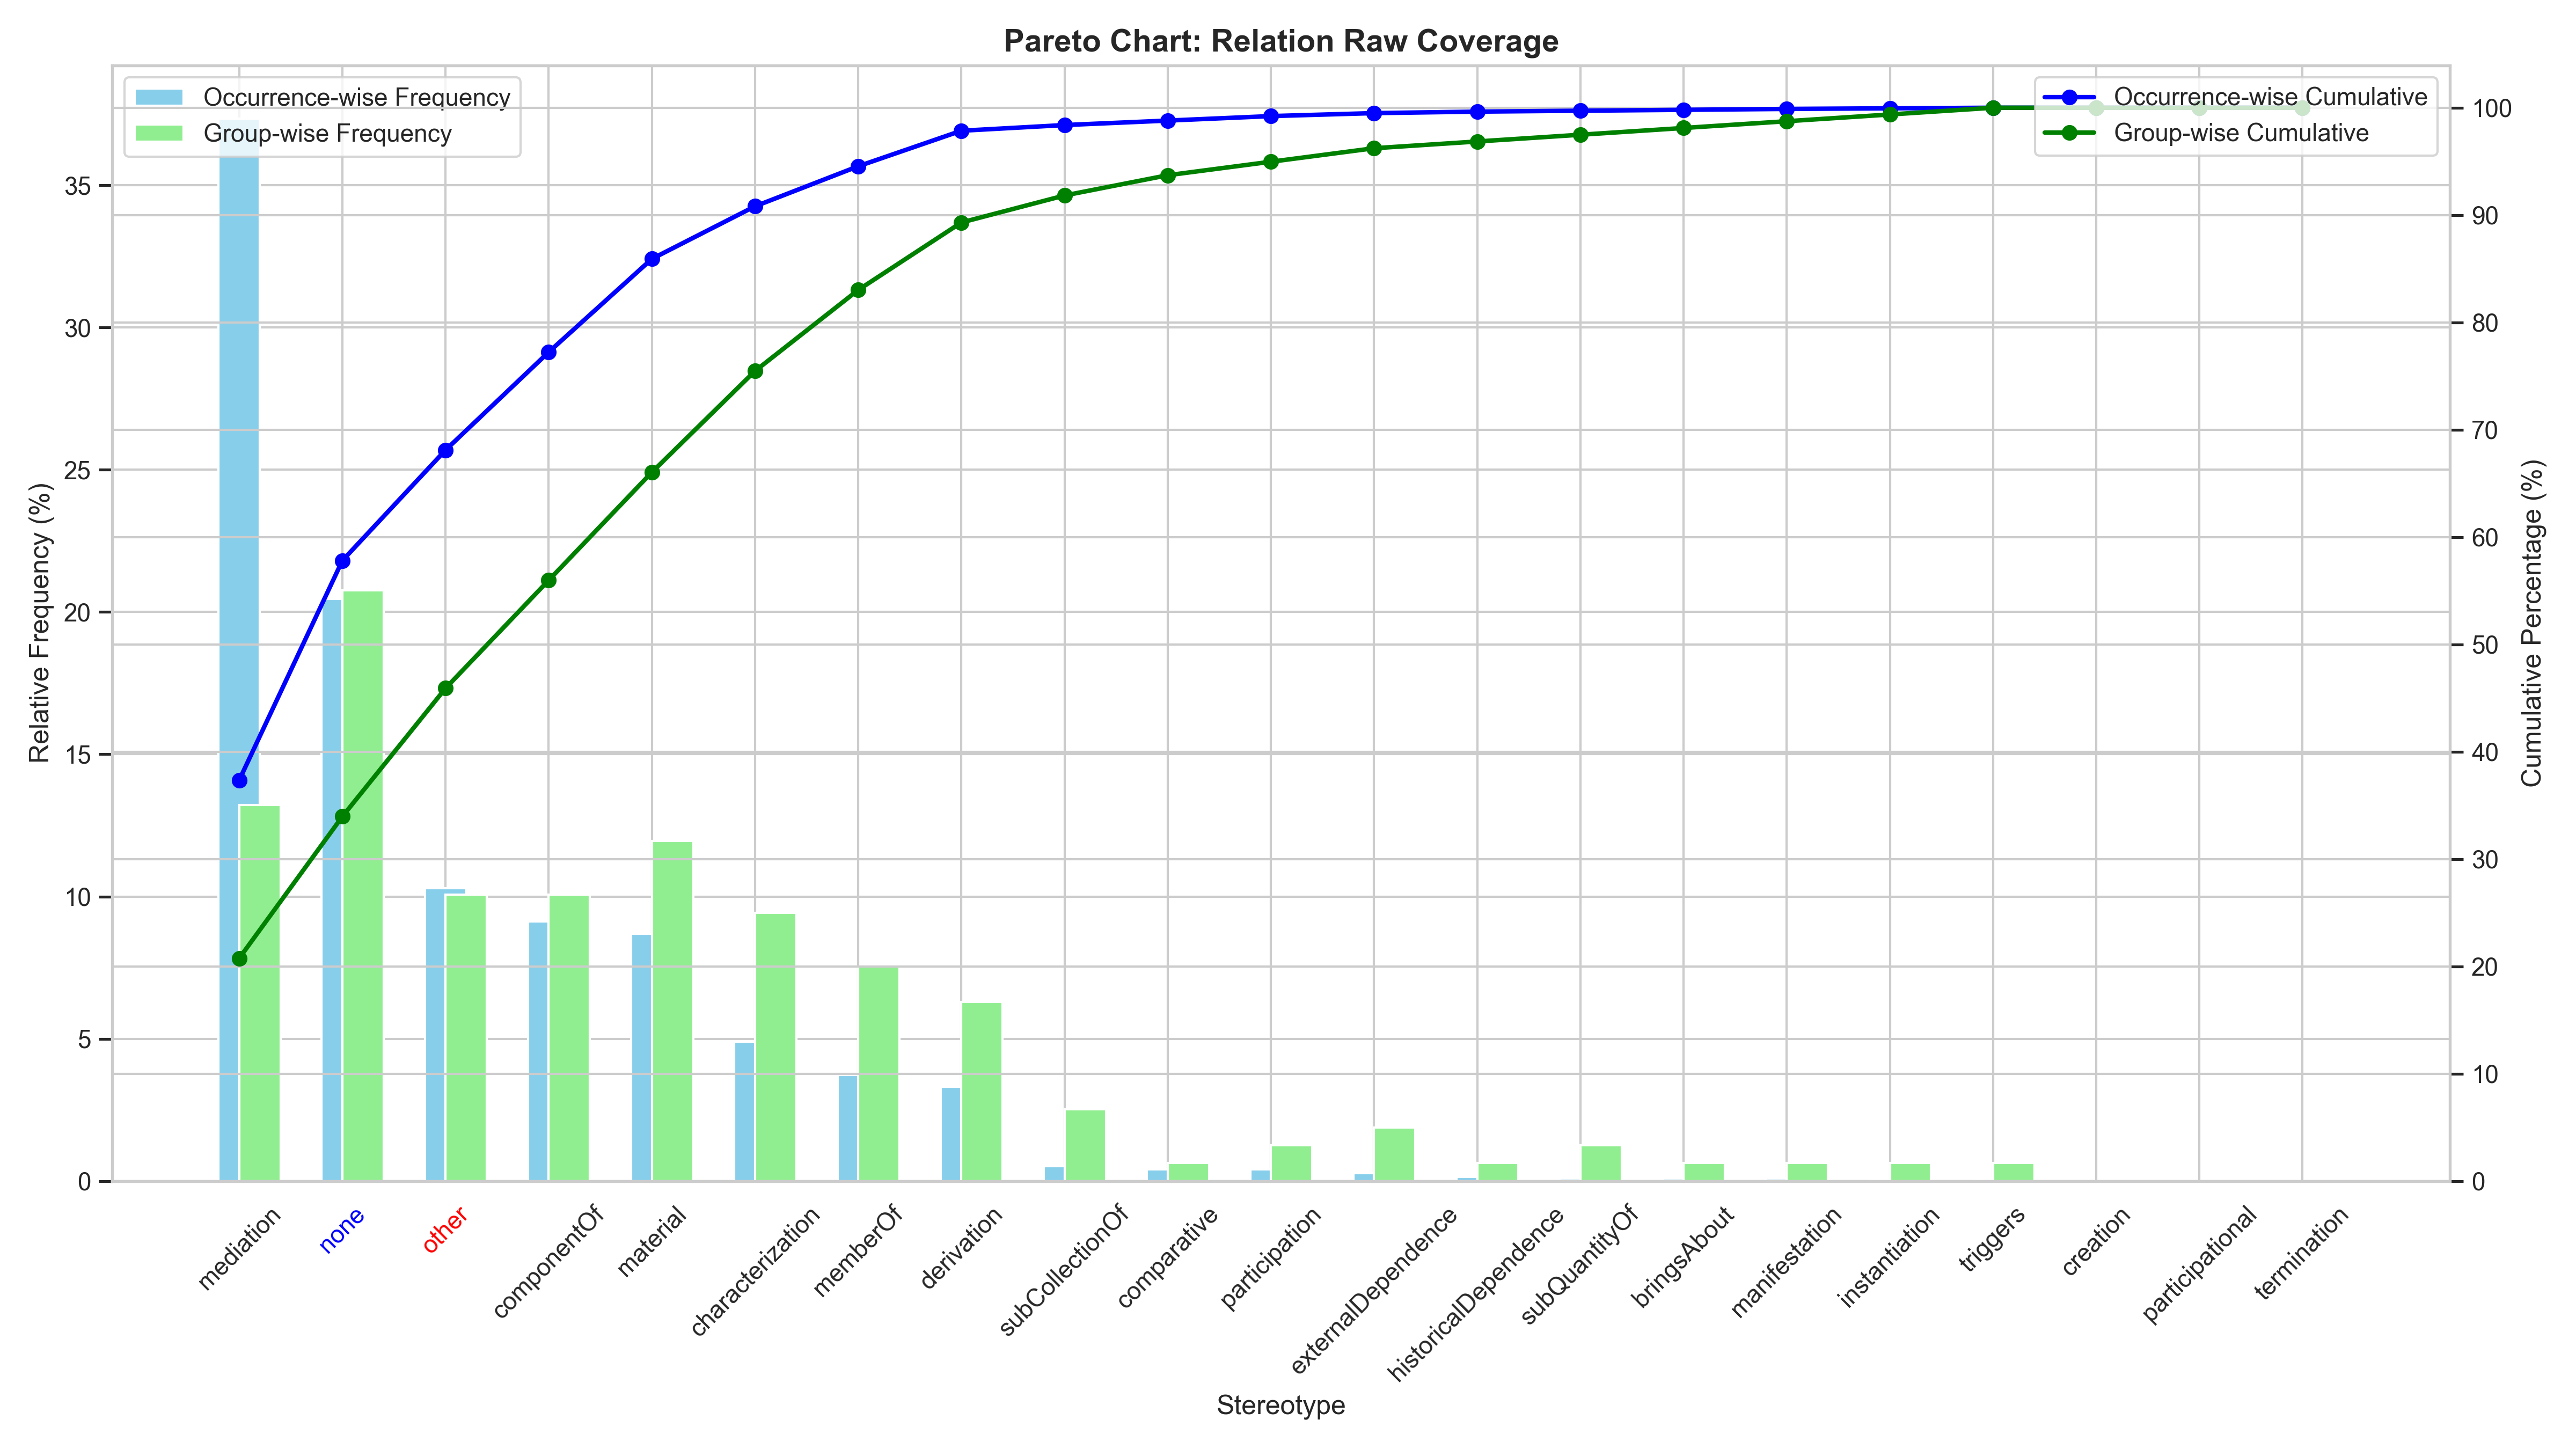 Pareto Chart: Relation Raw Coverage
Occurrence-wise Frequency
Group-wise Frequency
Occurrence-wise Cumulative
Group-wise Cumulative
Relative Frequency (%)
35
30
25
20
15
10
5
0
Cumulative Percentage (%)
100
90
80
70
60
50
40
30
20
10
0
mediation
none
other
componentOf
material
characterization
memberOf
derivation
subCollectionOf
comparative
participation
externalDependence
historicalDependence
subQuantityOf
bringsAbout
manifestation
instantiation
triggers
creation
participational
termination
Stereotype